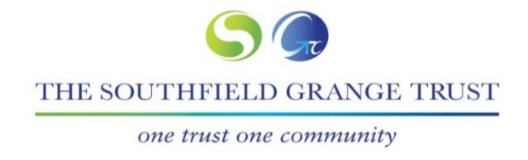 THE SOUTHFIELD GRANGE TRUST
one trust one community